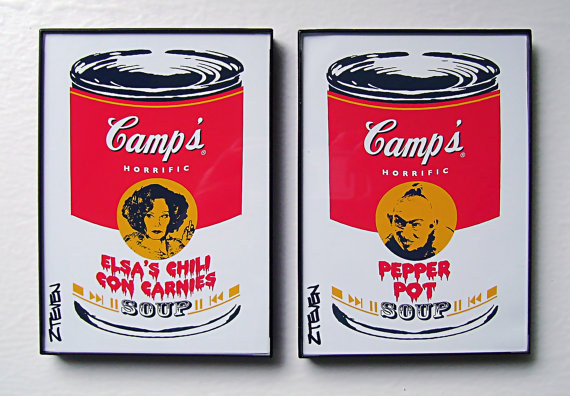 Camp's®
HORRIFIC
ELSA'S CHILI
CON CARNIES
SOUP
ZTEVEN
Camp's®
HORRIFIC
PEPPER
POT
SOUP
ZTEVEN